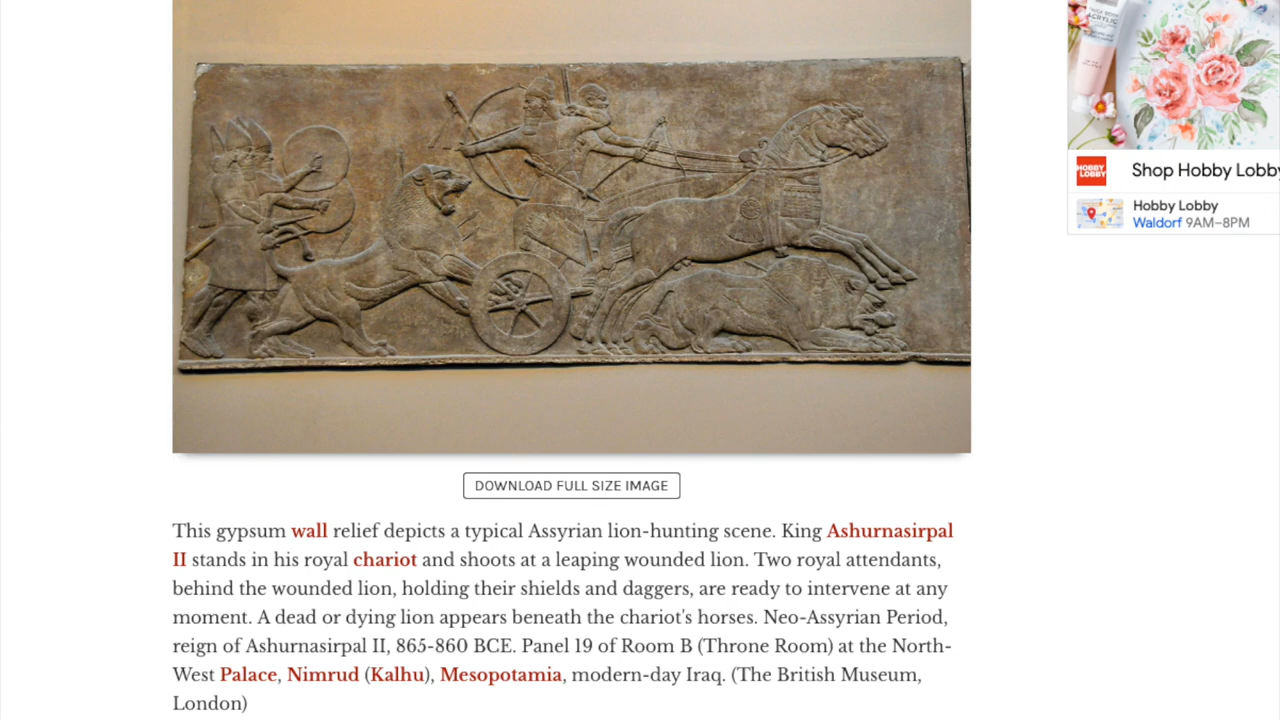 ACRYLIC
HOBBY
LOBBY
Shop Hobby Lobby
Hobby Lobby
Waldorf 9AM–8PM
DOWNLOAD FULL SIZE IMAGE
This gypsum wall relief depicts a typical Assyrian lion-hunting scene. King Ashurnasirpal
II stands in his royal chariot and shoots at a leaping wounded lion. Two royal attendants,
behind the wounded lion, holding their shields and daggers, are ready to intervene at any
moment. A dead or dying lion appears beneath the chariot's horses. Neo-Assyrian Period,
reign of Ashurnasirpal II, 865-860 BCE. Panel 19 of Room B (Throne Room) at the North-
West Palace, Nimrud (Kalhu), Mesopotamia, modern-day Iraq. (The British Museum,
London)